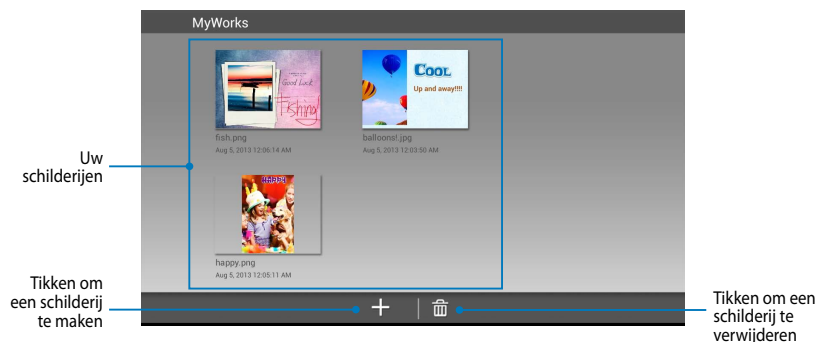 MyWorks
Good Luck
Fishing
COOL
Up and away!!!!
fish.png
Aug 5, 2013 12:06:14 AM
balloons!.jpg
Aug 5, 2013 12:03:50 AM
Uw
schilderijen
HAPPY
happy.png
Aug 5, 2013 12:05:11 AM
Tikken om
een schilderij
te maken
Tikken om een
schilderij te
verwijderen